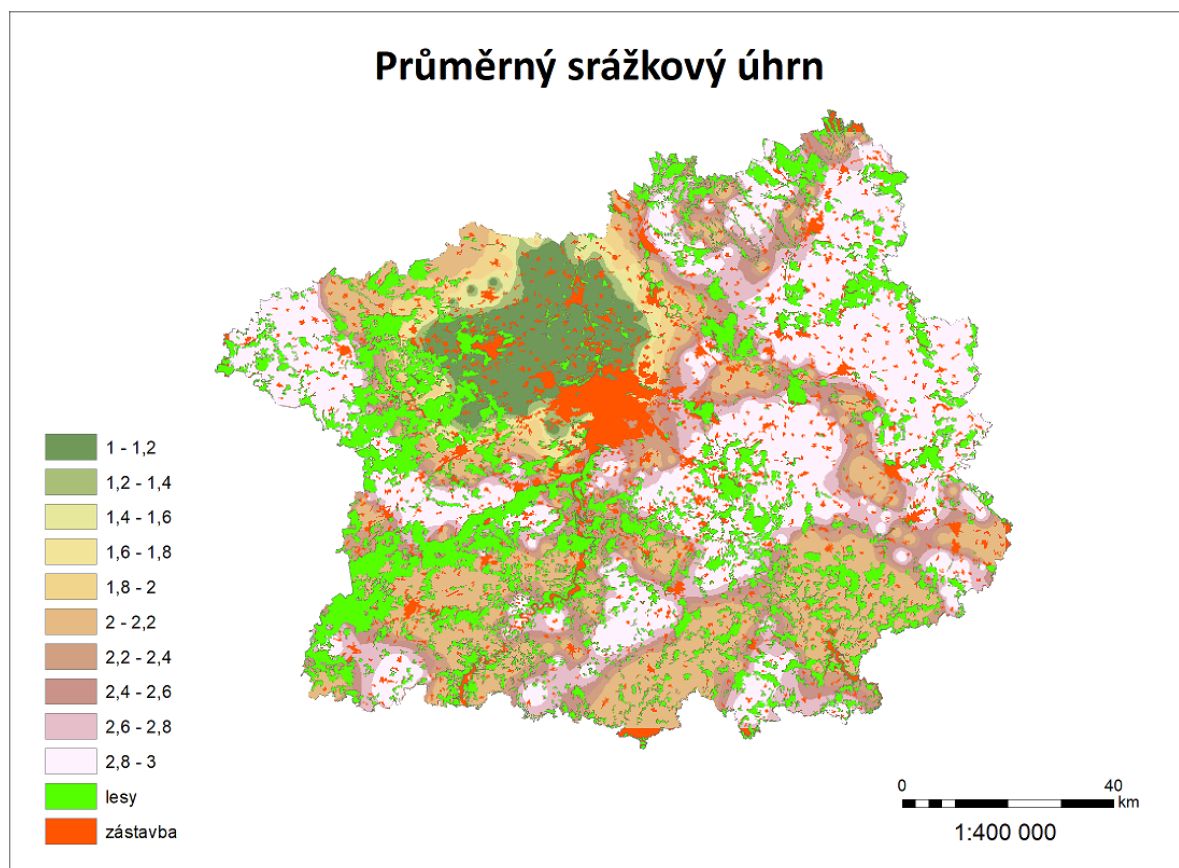 Průměrný srážkový úhrn
1 - 1,2
1,2 - 1,4
1,4 - 1,6
1,6 - 1,8
1,8 - 2
2 - 2,2
2,2 - 2,4
2,4 - 2,6
2,6 - 2,8
2,8 - 3
lesy
zástavba
0 40
km
1:400 000